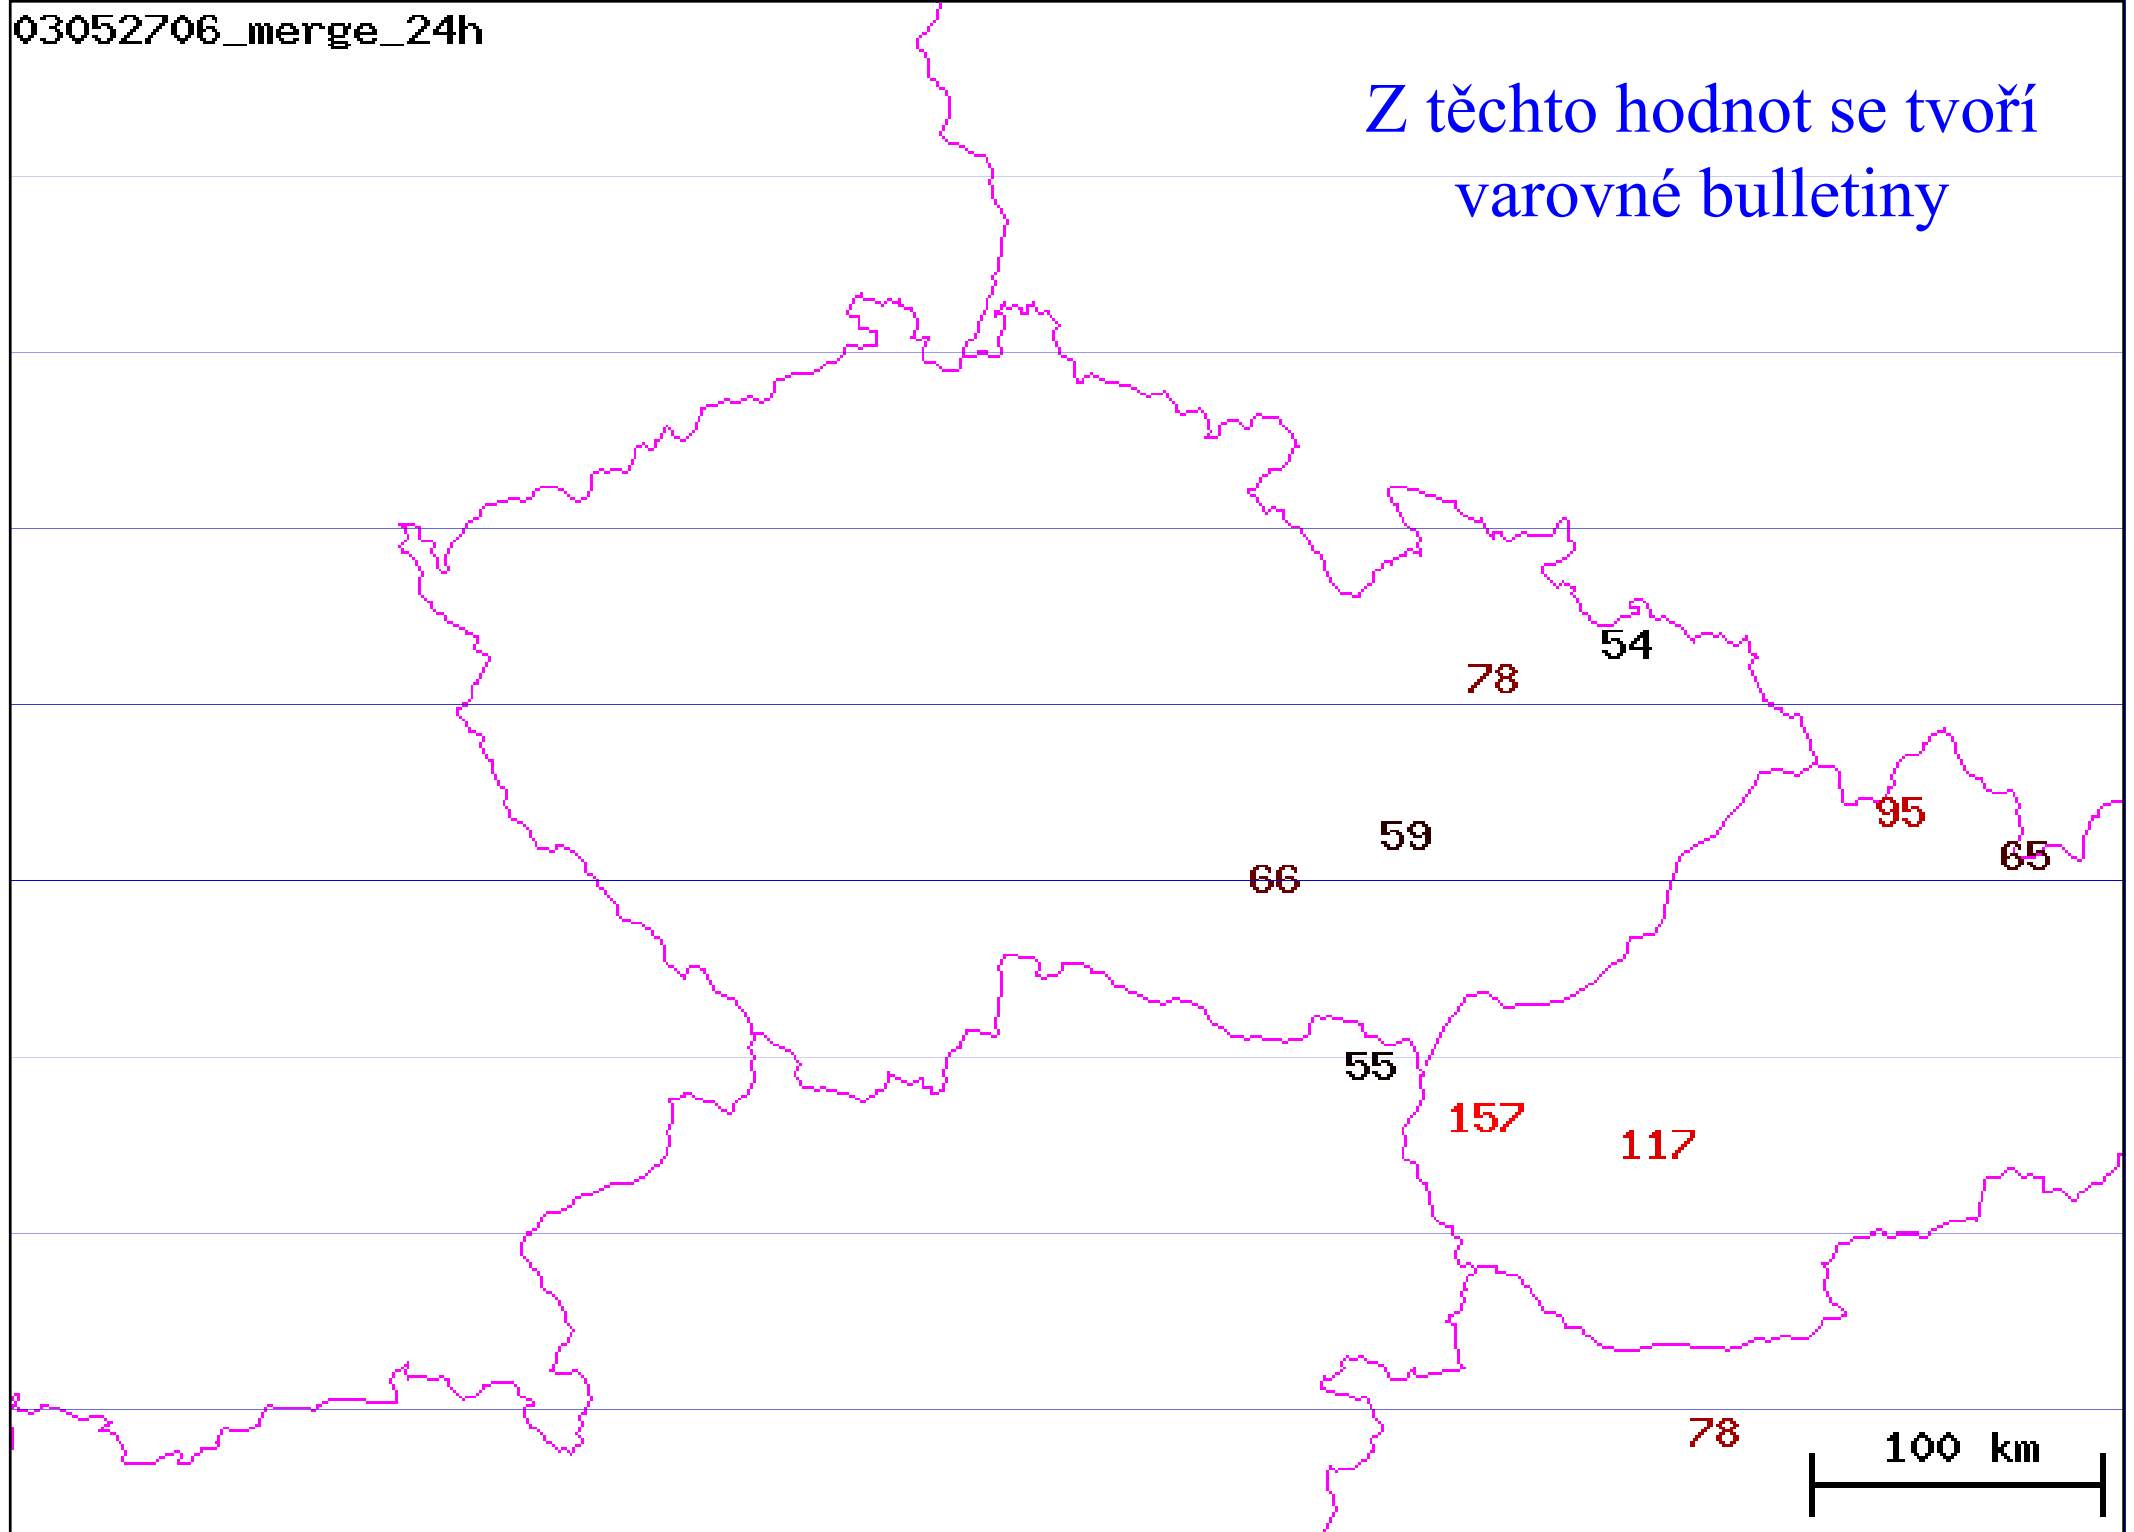 03052706_merge_24h
Z těchto hodnot se tvoří
varovné bulletiny
54
78
95
59
65
66
55
157
117
78
100 km